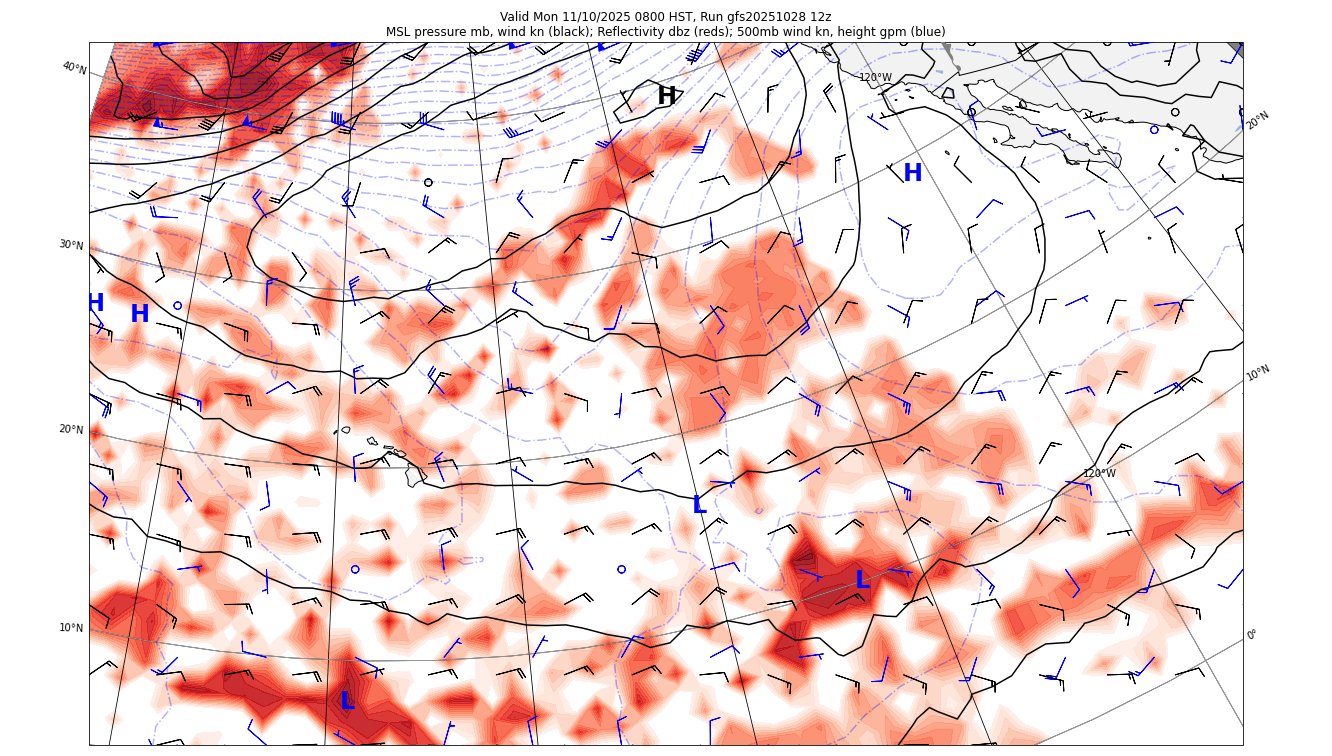 Valid Mon 11/10/2025 0800 HST, Run gfs20251028 12z
MSL pressure mb, wind kn (black); Reflectivity dbz (reds); 500mb wind kn, height gpm (blue)
40°N
120°W
H
20°N
H
30°N
H
H
10°N
20°N
120°W
L
L
10°N
0°
L